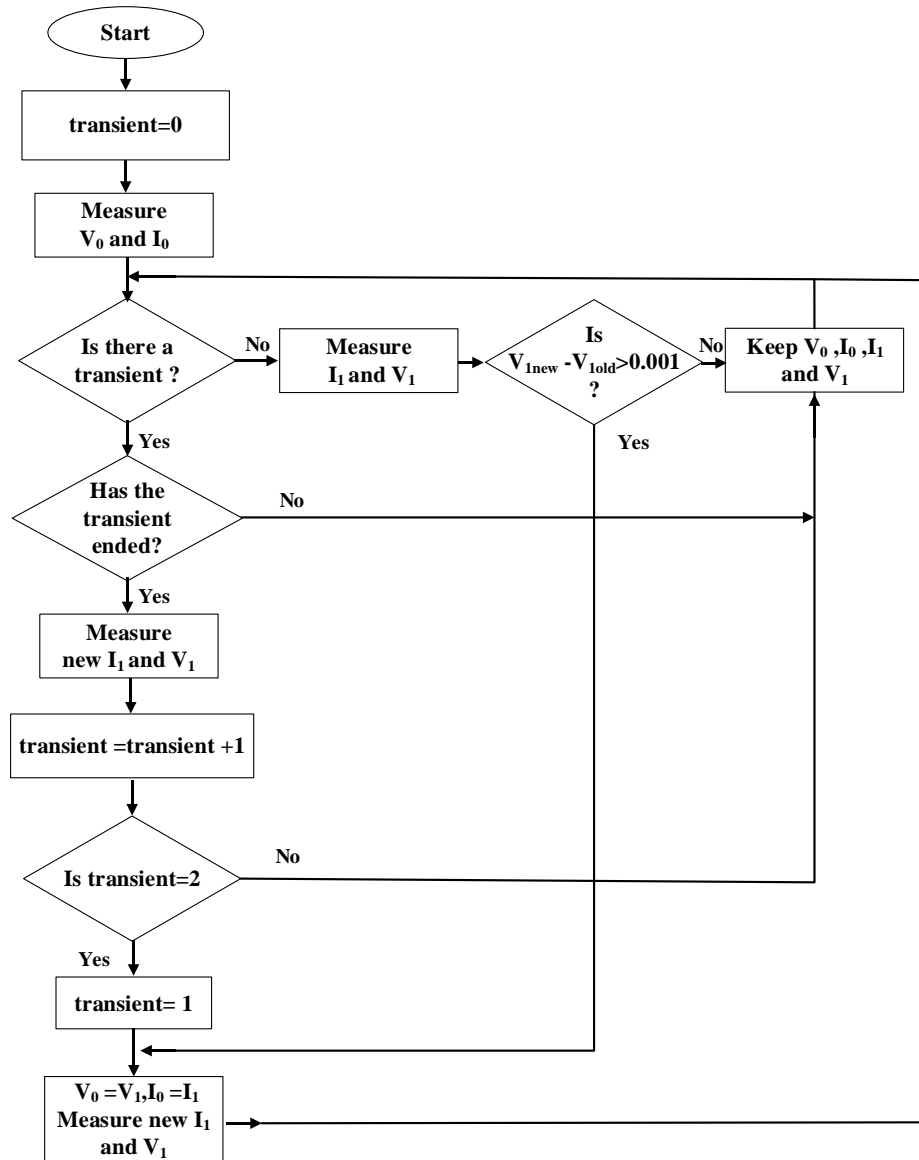 Start
transient=0
Measure
V₀ and I₀
Is there a
transient ?
No
Measure
I₁ and V₁
Is
V₁new -V₁old>0.001
?
No
Keep V₀ ,I₀ ,I₁
and V₁
Yes
Yes
Has the
transient
ended?
No
Yes
Measure
new I₁ and V₁
transient =transient +1
Is transient=2
No
Yes
transient= 1
V₀ =V₁,I₀ =I₁
Measure new I₁
and V₁